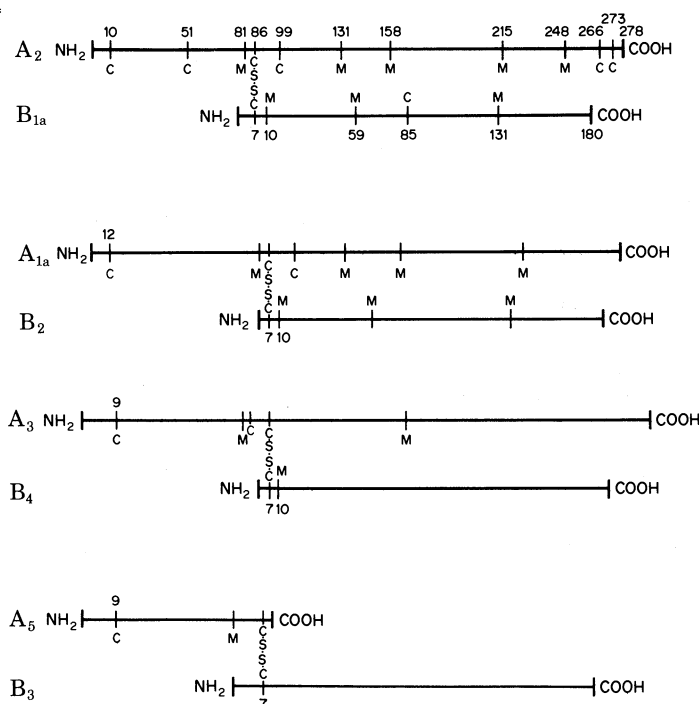 273
10 51 81 86 99 131 158 215 248 266 278
A2 NH2 COOH
C C M C M M M M C C
C
S
S
C
M M C M
B1a NH2 COOH
7 10 59 85 131 180
12
A1a NH2 COOH
C M C M M M
C
S
S
C
M M M
B2 NH2 COOH
7 10
9
A3 NH2 COOH
C M C M
C
S
S
C
M
B4 NH2 COOH
7 10
9
A5 NH2 COOH
C M
C
S
S
C
B3 NH2 COOH
7